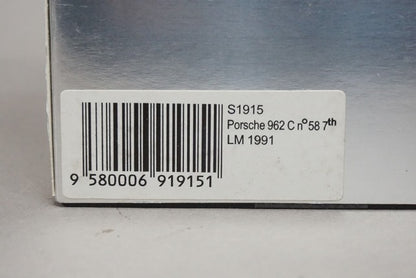 S1915
Porsche 962 C n°58 7th
LM 1991
9 580006 919151